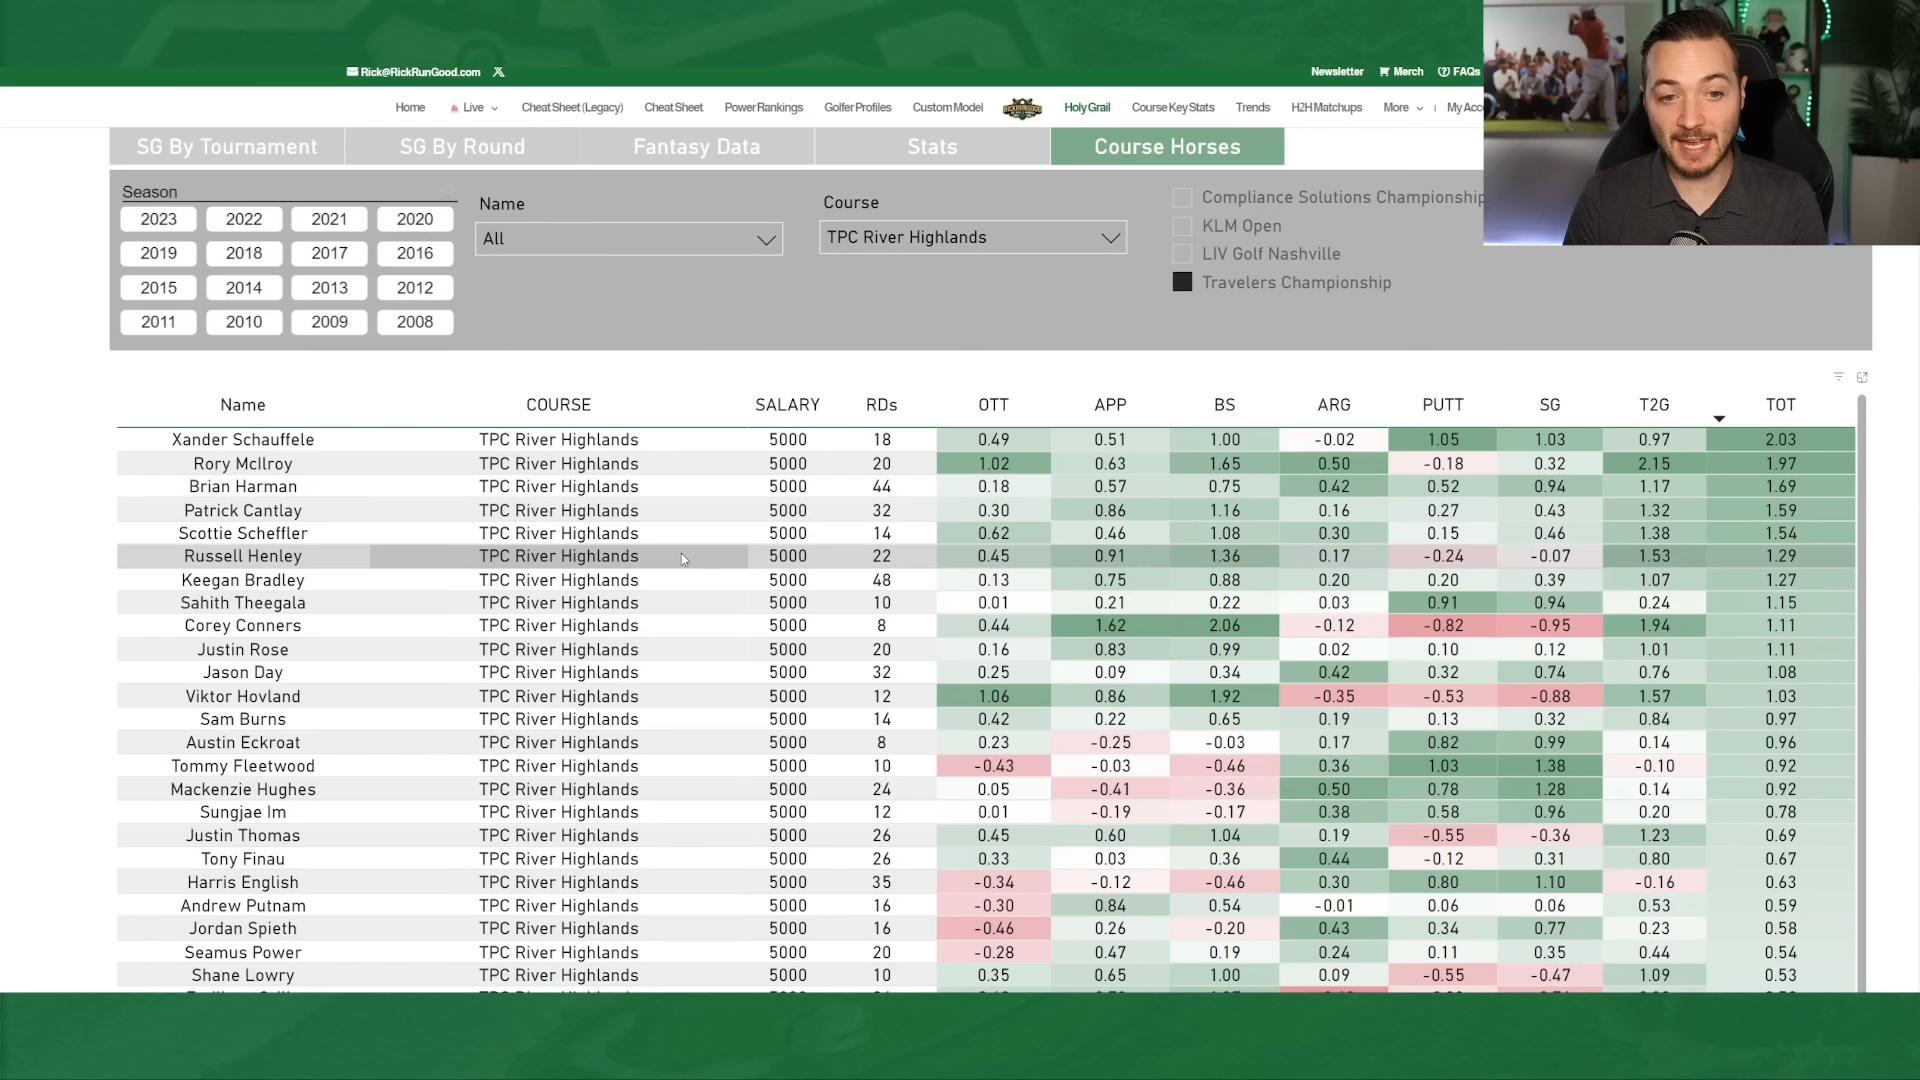 Rick@RickRunGood.com
Newsletter Merch FAQs
Home Live Cheat Sheet (Legacy) Cheat Sheet Power Rankings Golfer Profiles Custom Model Holy Grail Course Key Stats Trends H2H Matchups More My Acc
SG By Tournament SG By Round Fantasy Data Stats Course Horses
Season
2023 2022 2021 2020
2019 2018 2017 2016
2015 2014 2013 2012
2011 2010 2009 2008
Name
All
Course
TPC River Highlands
Compliance Solutions Championship
KLM Open
LIV Golf Nashville
Travelers Championship
Name COURSE SALARY RDs OTT APP BS ARG PUTT SG T2G TOT
Xander Schauffele TPC River Highlands 5000 18 0.49 0.51 1.00 -0.02 1.05 1.03 0.97 2.03
Rory McIlroy TPC River Highlands 5000 20 1.02 0.63 1.65 0.50 -0.18 0.32 2.15 1.97
Brian Harman TPC River Highlands 5000 44 0.18 0.57 0.75 0.42 0.52 0.94 1.17 1.69
Patrick Cantlay TPC River Highlands 5000 32 0.30 0.86 1.16 0.16 0.27 0.43 1.32 1.59
Scottie Scheffler TPC River Highlands 5000 14 0.62 0.46 1.08 0.30 0.15 0.46 1.38 1.54
Russell Henley TPC River Highlands 5000 22 0.45 0.91 1.36 0.17 -0.24 -0.07 1.53 1.29
Keegan Bradley TPC River Highlands 5000 48 0.13 0.75 0.88 0.20 0.20 0.39 1.07 1.27
Sahith Theegala TPC River Highlands 5000 10 0.01 0.21 0.22 0.03 0.91 0.94 0.24 1.15
Corey Conners TPC River Highlands 5000 8 0.44 1.62 2.06 -0.12 -0.82 -0.95 1.94 1.11
Justin Rose TPC River Highlands 5000 20 0.16 0.83 0.99 0.02 0.10 0.12 1.01 1.11
Jason Day TPC River Highlands 5000 32 0.25 0.09 0.34 0.42 0.32 0.74 0.76 1.08
Viktor Hovland TPC River Highlands 5000 12 1.06 0.86 1.92 -0.35 -0.53 -0.88 1.57 1.03
Sam Burns TPC River Highlands 5000 14 0.42 0.22 0.65 0.19 0.13 0.32 0.84 0.97
Austin Eckroat TPC River Highlands 5000 8 0.23 -0.25 -0.03 0.17 0.82 0.99 0.14 0.96
Tommy Fleetwood TPC River Highlands 5000 10 -0.43 -0.03 -0.46 0.36 1.03 1.38 -0.10 0.92
Mackenzie Hughes TPC River Highlands 5000 24 0.05 -0.41 -0.36 0.50 0.78 1.28 0.14 0.92
Sungjae Im TPC River Highlands 5000 12 0.01 -0.19 -0.17 0.38 0.58 0.96 0.20 0.78
Justin Thomas TPC River Highlands 5000 26 0.45 0.60 1.04 0.19 -0.55 -0.36 1.23 0.69
Tony Finau TPC River Highlands 5000 26 0.33 0.03 0.36 0.44 -0.12 0.31 0.80 0.67
Harris English TPC River Highlands 5000 35 -0.34 -0.12 -0.46 0.30 0.80 1.10 -0.16 0.63
Andrew Putnam TPC River Highlands 5000 16 -0.30 0.84 0.54 -0.01 0.06 0.06 0.53 0.59
Jordan Spieth TPC River Highlands 5000 16 -0.46 0.26 -0.20 0.43 0.34 0.77 0.23 0.58
Seamus Power TPC River Highlands 5000 20 -0.28 0.47 0.19 0.24 0.11 0.35 0.44 0.54
Shane Lowry TPC River Highlands 5000 10 0.35 0.65 1.00 0.09 -0.55 -0.47 1.09 0.53